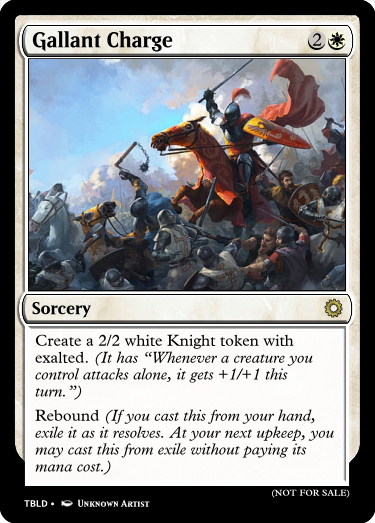 Gallant Charge 2
Sorcery
Create a 2/2 white Knight token with
exalted. (It has “Whenever a creature you
control attacks alone, it gets +1/+1 this
turn.”)
Rebound (If you cast this from your hand,
exile it as it resolves. At your next upkeep, you
may cast this from exile without paying its
mana cost.)
(NOT FOR SALE)
TBLD • Unknown Artist